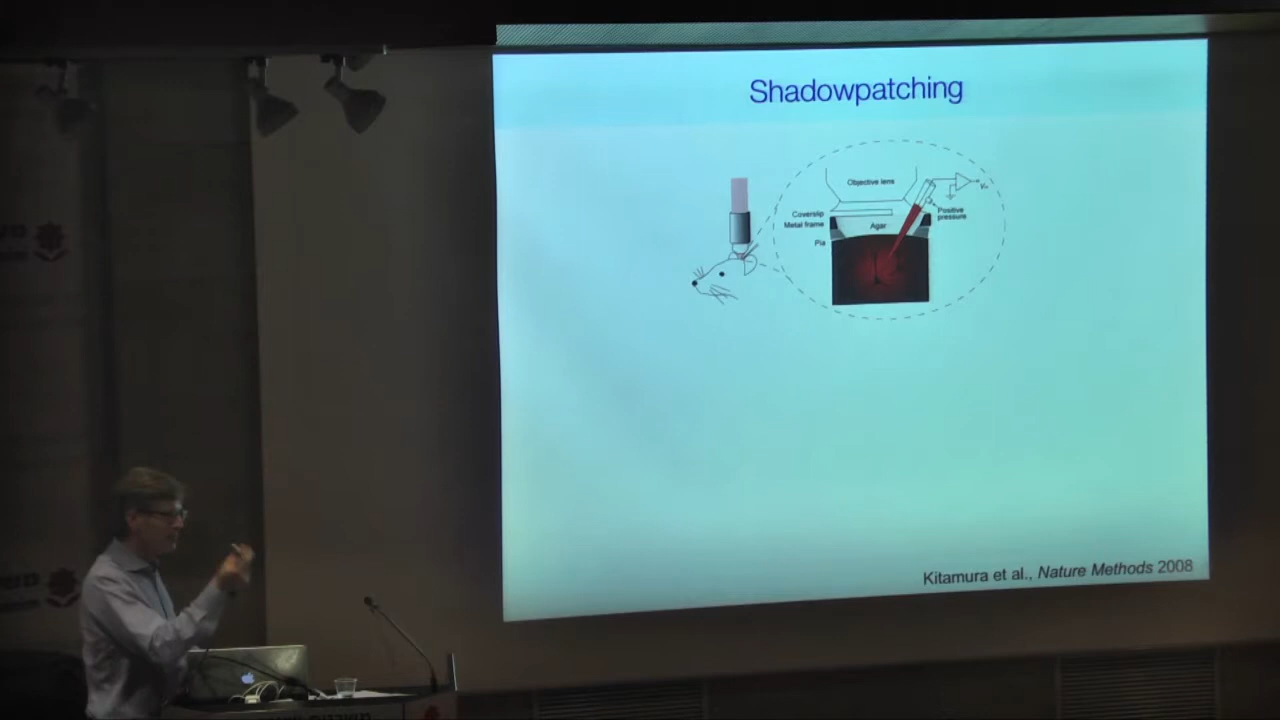 Shadowpatching
Objective lens
Coverslip
Metal frame
Pia
Agar
Positive
pressure
Kitamura et al., Nature Methods 2008